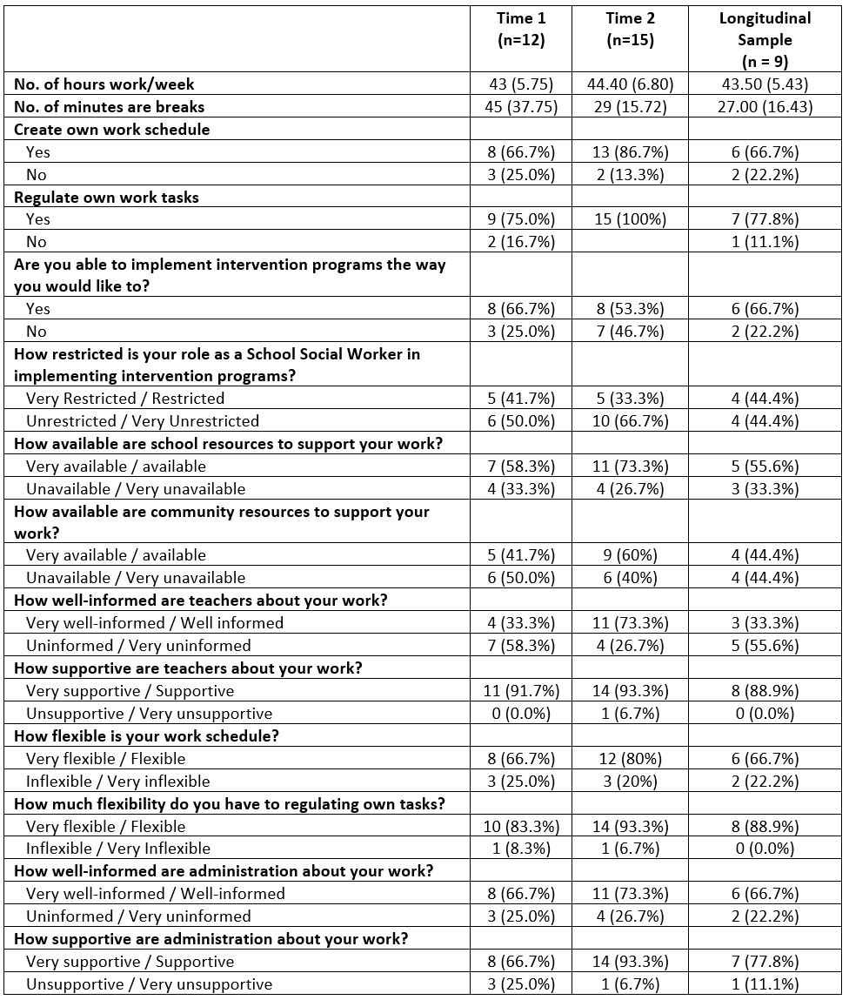 Time 1 Time 2 Longitudinal
(n=12) (n=15) Sample
(n = 9)
No. of hours work/week 43 (5.75) 44.40 (6.80) 43.50 (5.43)
No. of minutes are breaks 45 (37.75) 29 (15.72) 27.00 (16.43)
Create own work schedule
Yes 8 (66.7%) 13 (86.7%) 6 (66.7%)
No 3 (25.0%) 2 (13.3%) 2 (22.2%)
Regulate own work tasks
Yes 9 (75.0%) 15 (100%) 7 (77.8%)
No 2 (16.7%) 1 (11.1%)
Are you able to implement intervention programs the way
you would like to?
Yes 8 (66.7%) 8 (53.3%) 6 (66.7%)
No 3 (25.0%) 7 (46.7%) 2 (22.2%)
How restricted is your role as a School Social Worker in
implementing intervention programs?
Very Restricted / Restricted 5 (41.7%) 5 (33.3%) 4 (44.4%)
Unrestricted / Very Unrestricted 6 (50.0%) 10 (66.7%) 4 (44.4%)
How available are school resources to support your work?
Very available / available 7 (58.3%) 11 (73.3%) 5 (55.6%)
Unavailable / Very unavailable 4 (33.3%) 4 (26.7%) 3 (33.3%)
How available are community resources to support your
work?
Very available / available 5 (41.7%) 9 (60%) 4 (44.4%)
Unavailable / Very unavailable 6 (50.0%) 6 (40%) 4 (44.4%)
How well-informed are teachers about your work?
Very well-informed / Well informed 4 (33.3%) 11 (73.3%) 3 (33.3%)
Uninformed / Very uninformed 7 (58.3%) 4 (26.7%) 5 (55.6%)
How supportive are teachers about your work?
Very supportive / Supportive 11 (91.7%) 14 (93.3%) 8 (88.9%)
Unsupportive / Very unsupportive 0 (0.0%) 1 (6.7%) 0 (0.0%)
How flexible is your work schedule?
Very flexible / Flexible 8 (66.7%) 12 (80%) 6 (66.7%)
Inflexible / Very inflexible 3 (25.0%) 3 (20%) 2 (22.2%)
How much flexibility do you have to regulating own tasks?
Very flexible / Flexible 10 (83.3%) 14 (93.3%) 8 (88.9%)
Inflexible / Very Inflexible 1 (8.3%) 1 (6.7%) 0 (0.0%)
How well-informed are administration about your work?
Very well-informed / Well-informed 8 (66.7%) 11 (73.3%) 6 (66.7%)
Uninformed / Very uninformed 3 (25.0%) 4 (26.7%) 2 (22.2%)
How supportive are administration about your work?
Very supportive / Supportive 8 (66.7%) 14 (93.3%) 7 (77.8%)
Unsupportive / Very unsupportive 3 (25.0%) 1 (6.7%) 1 (11.1%)